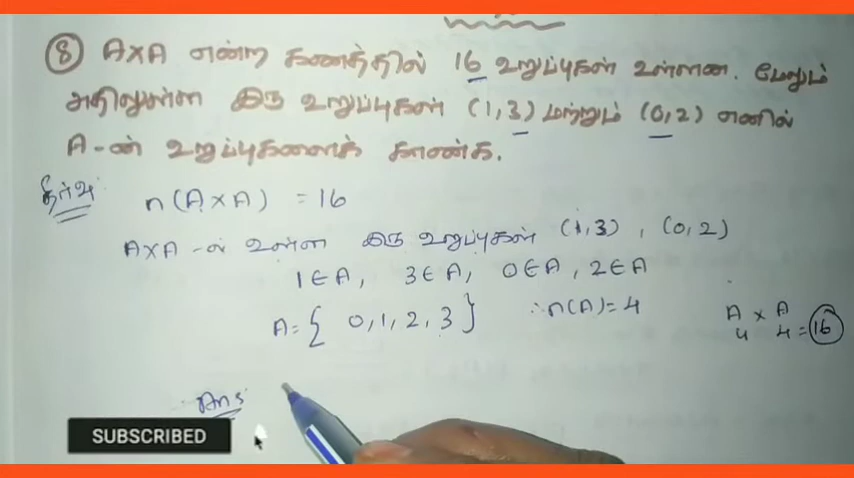 ⑧ A×A என்ற கணத்தில் 16 உறுப்புகள் உள்ளன. மேலும்
அதிலுள்ள இரு உறுப்புகள் (1,3) மற்றும் (0,2) எனில்
A-ன் உறுப்புகளைக் காண்க.
தீர்வு:
n(A×A) = 16
A×A -ல் உள்ள இரு உறுப்புகள் (1,3), (0,2)
1∈A, 3∈A, 0∈A, 2∈A
A= { 0,1,2,3 } ∴n(A)=4
A × A
4 4 = 16
Ans
SUBSCRIBED